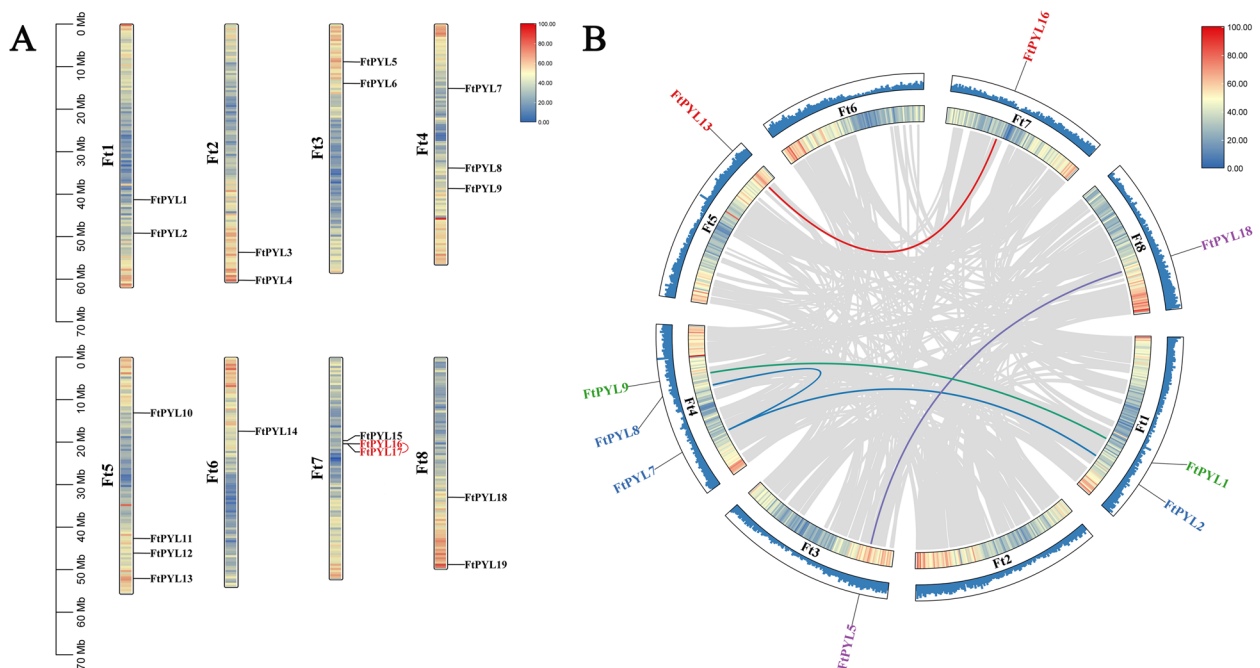 A
0 Mb
10 Mb
20 Mb
30 Mb
40 Mb
50 Mb
60 Mb
70 Mb
Ft1
FtPYL1
FtPYL2
Ft2
FtPYL3
FtPYL4
Ft3
FtPYL5
FtPYL6
Ft4
FtPYL7
FtPYL8
FtPYL9
100.00
80.00
60.00
40.00
20.00
0.00
0 Mb
10 Mb
20 Mb
30 Mb
40 Mb
50 Mb
60 Mb
70 Mb
Ft5
FtPYL10
FtPYL11
FtPYL12
FtPYL13
Ft6
FtPYL14
Ft7
FtPYL15
FtPYL16
FtPYL17
Ft8
FtPYL18
FtPYL19
B
FtPYL16
FtPYL13
Ft6
Ft7
Ft5
Ft8
FtPYL18
FtPYL9
FtPYL8
FtPYL7
Ft4
Ft1
FtPYL1
FtPYL2
Ft3
Ft2
FtPYL5
100.00
80.00
60.00
40.00
20.00
0.00